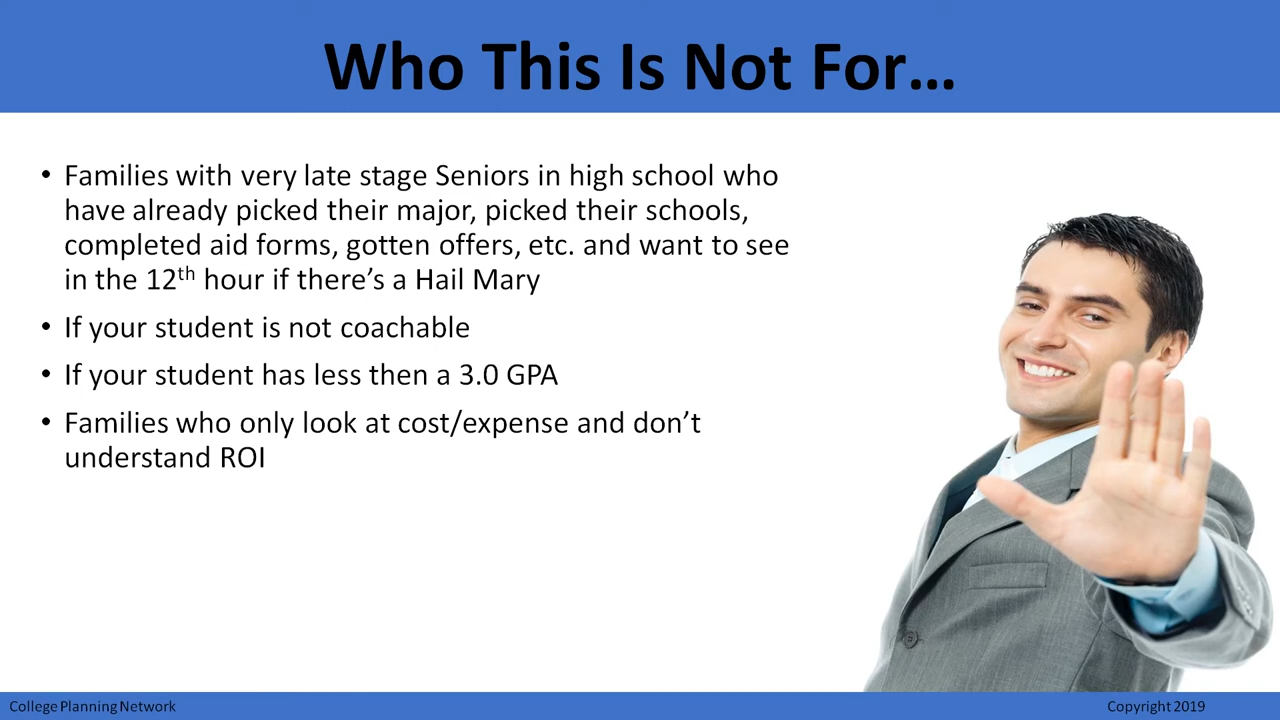 Who This Is Not For...
• Families with very late stage Seniors in high school who
have already picked their major, picked their schools,
completed aid forms, gotten offers, etc. and want to see
in the 12th hour if there's a Hail Mary
• If your student is not coachable
• If your student has less then a 3.0 GPA
• Families who only look at cost/expense and don't
understand ROI
College Planning Network
Copyright 2019